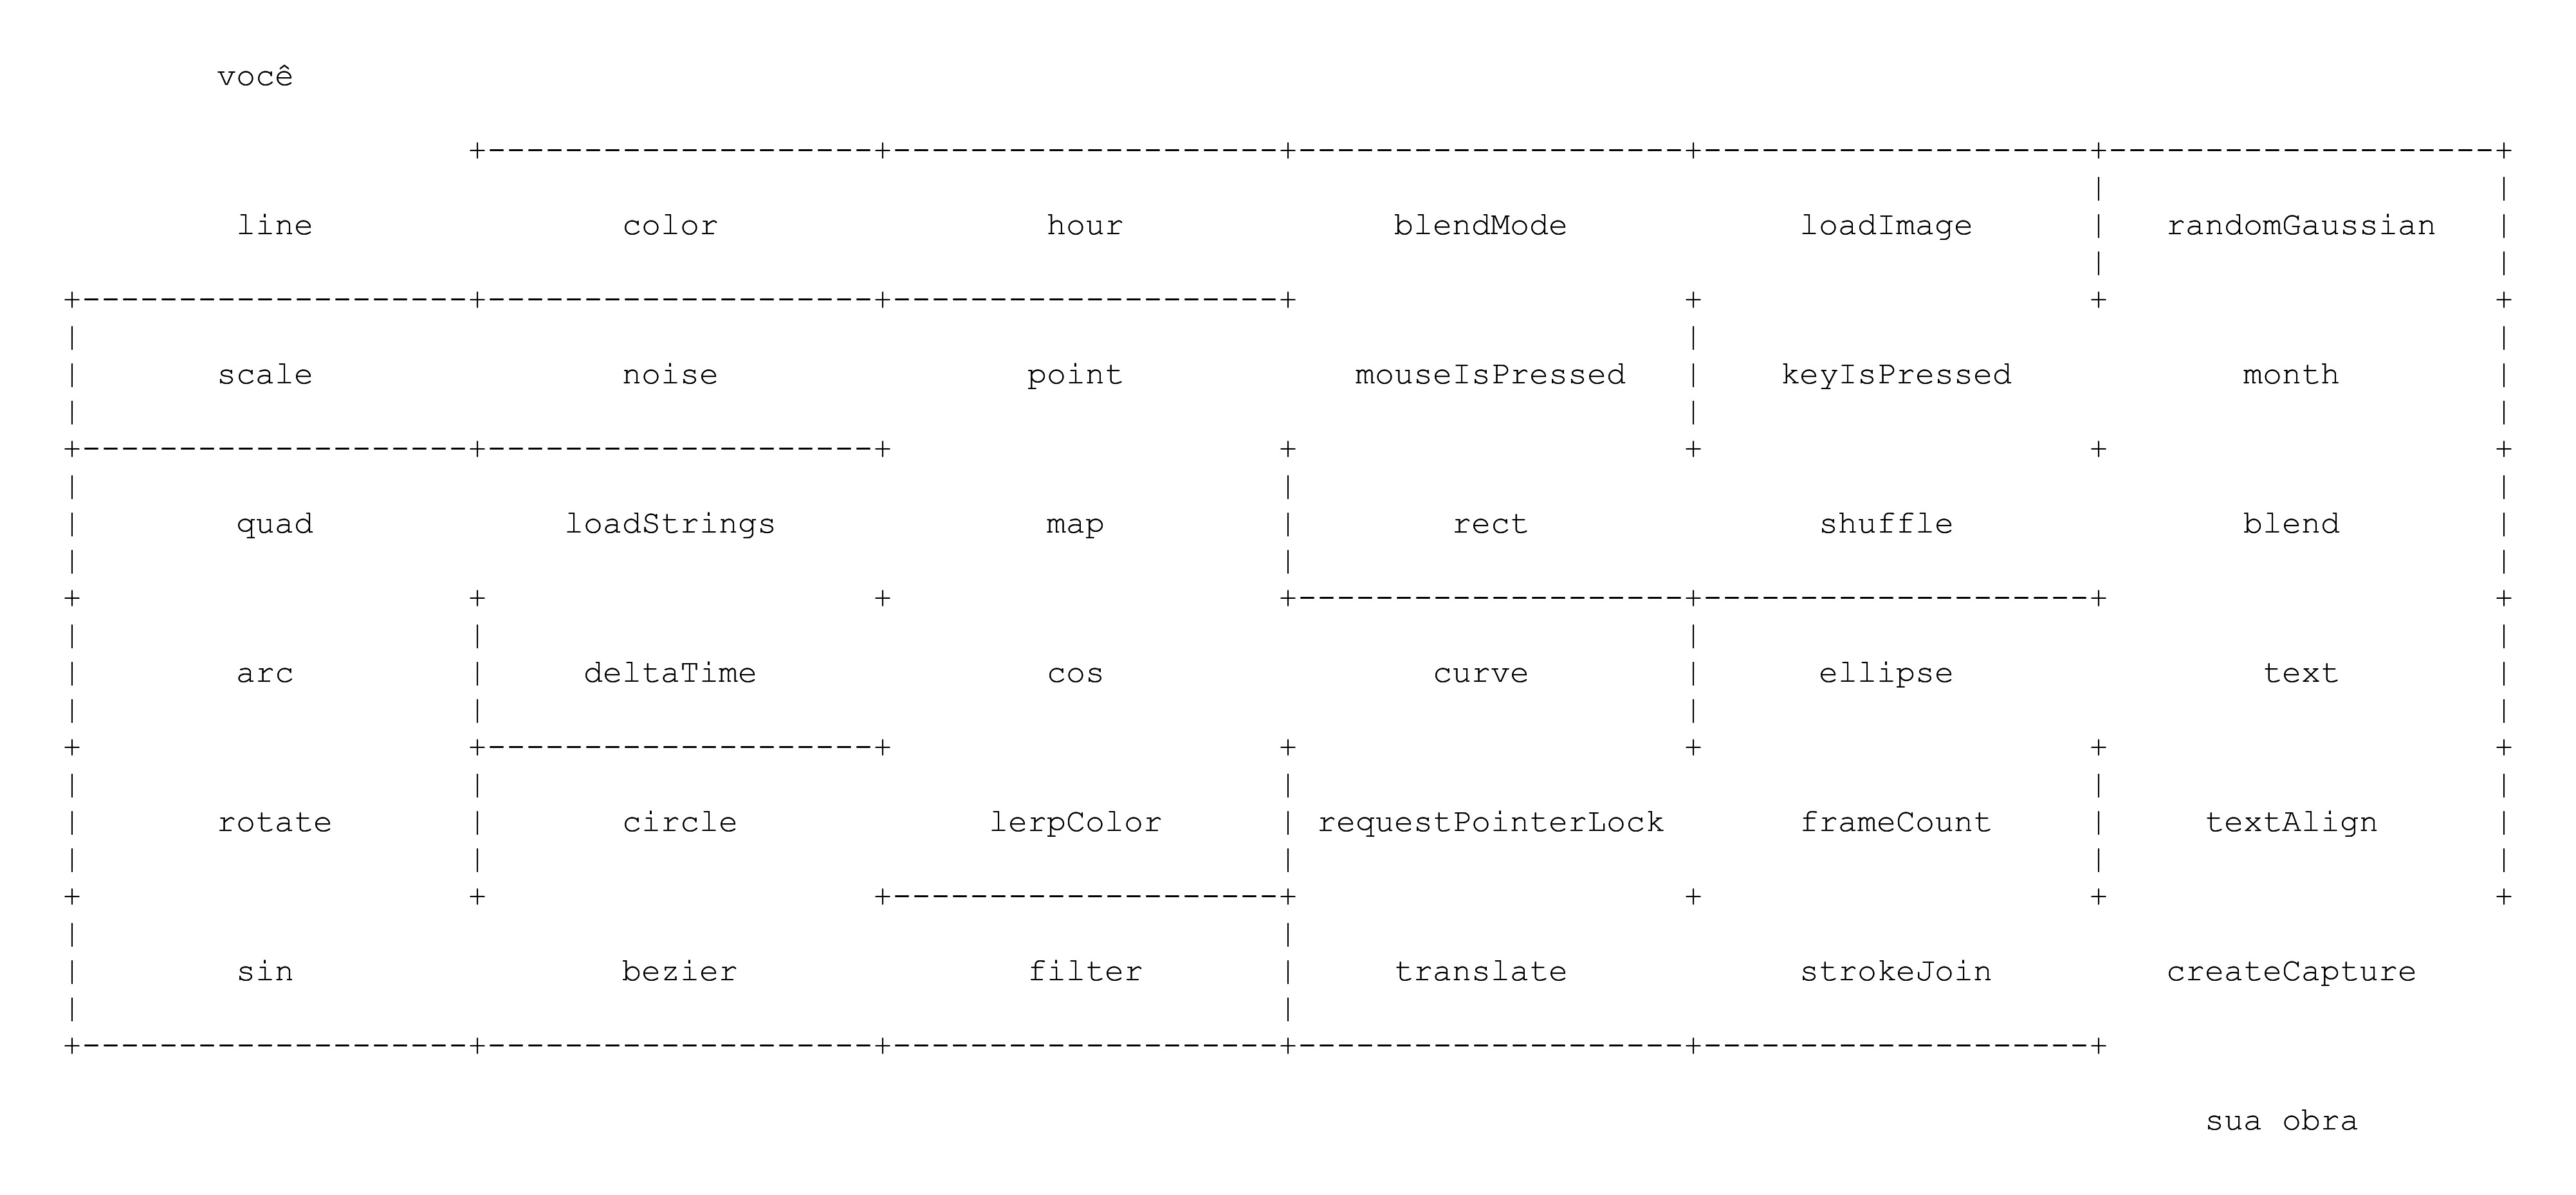 você
line color hour blendMode loadImage randomGaussian
scale noise point mouseIsPressed keyIsPressed month
quad loadStrings map rect shuffle blend
arc deltaTime cos curve ellipse text
rotate circle lerpColor requestPointerLock frameCount textAlign
sin bezier filter translate strokeJoin createCapture
sua obra